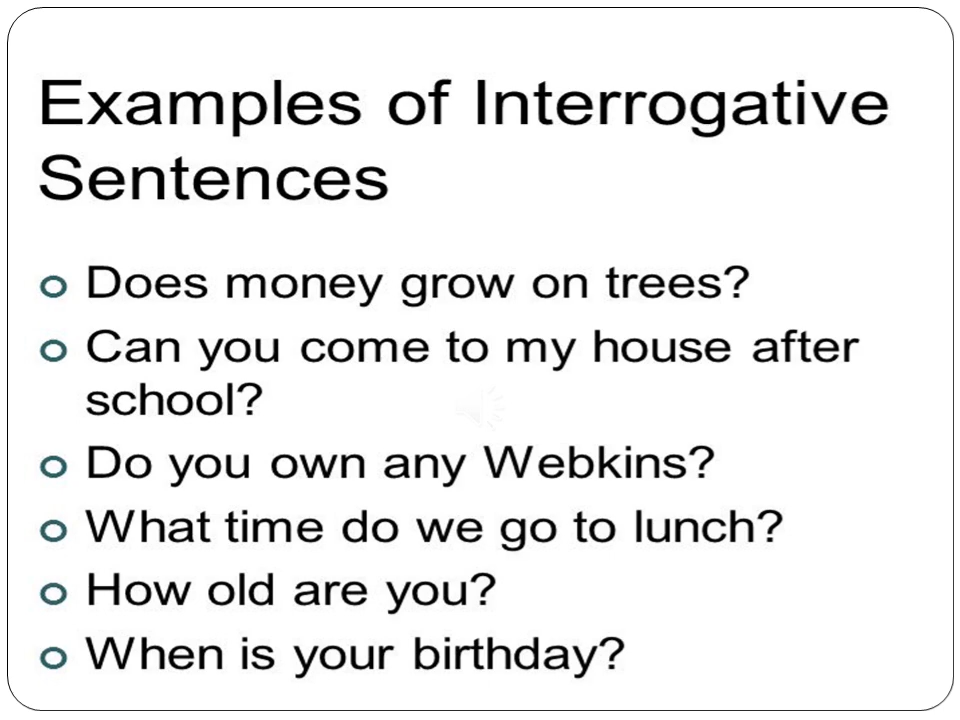 Examples of Interrogative
Sentences
Does money grow on trees?
Can you come to my house after
school?
Do you own any Webkins?
What time do we go to lunch?
How old are you?
When is your birthday?